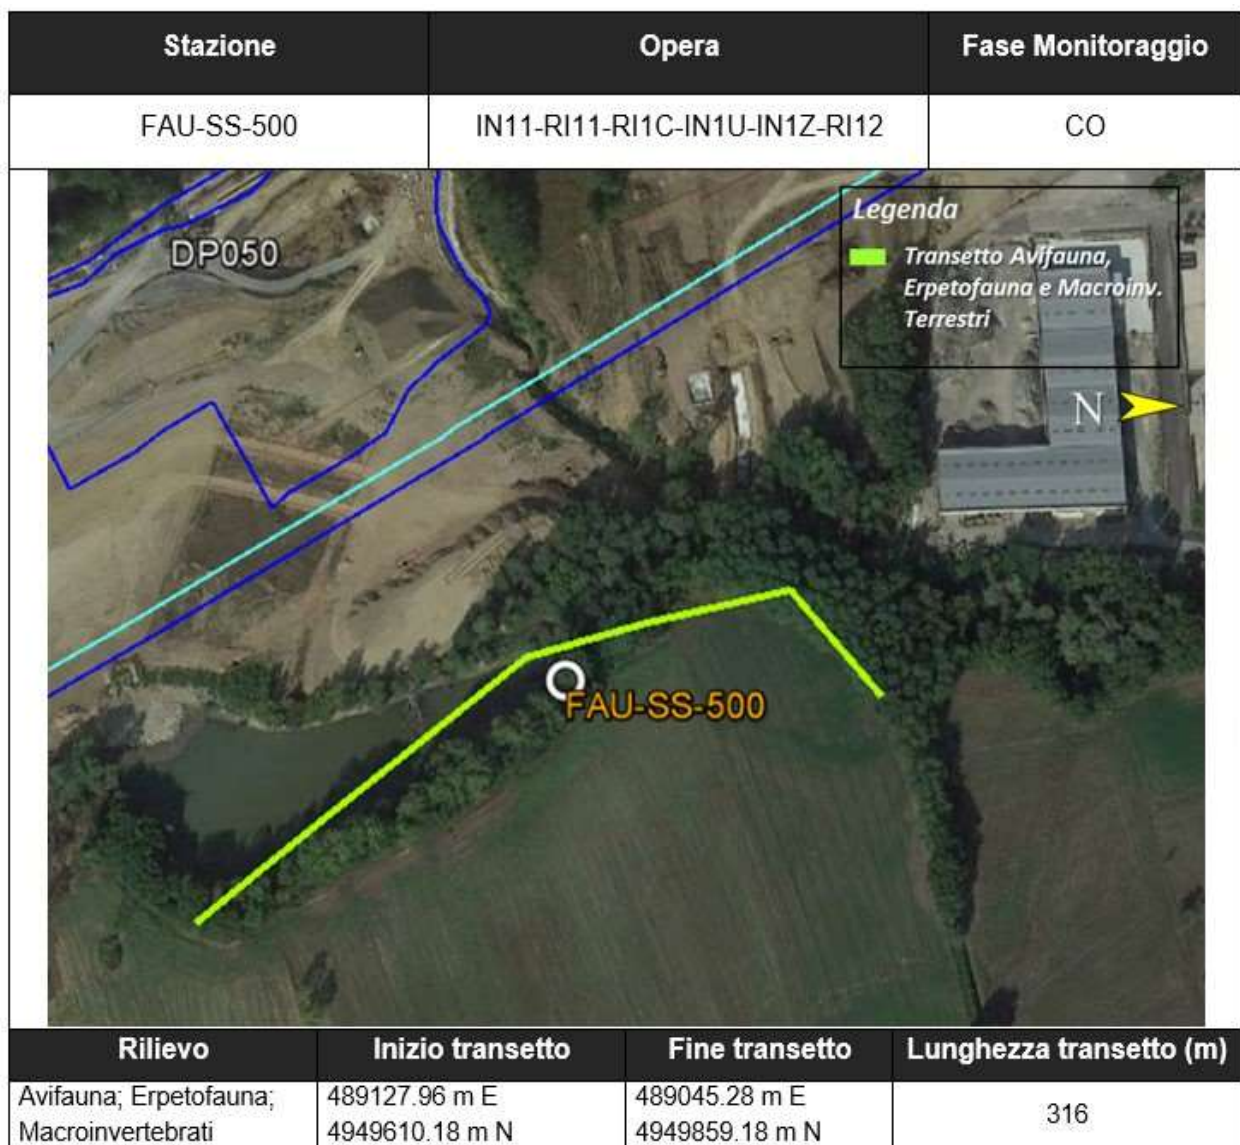 Stazione Opera Fase Monitoraggio
FAU-SS-500 IN11-RI11-RI1C-IN1U-IN1Z-RI12 CO
Legenda
DP050
Transetto Avifauna,
Erpetofauna e Macroinv.
Terrestri
N
FAU-SS-500
Rilievo Inizio transetto Fine transetto Lunghezza transetto (m)
Avifauna; Erpetofauna; 489127.96 m E 489045.28 m E 316
Macroinvertebrati 4949610.18 m N 4949859.18 m N